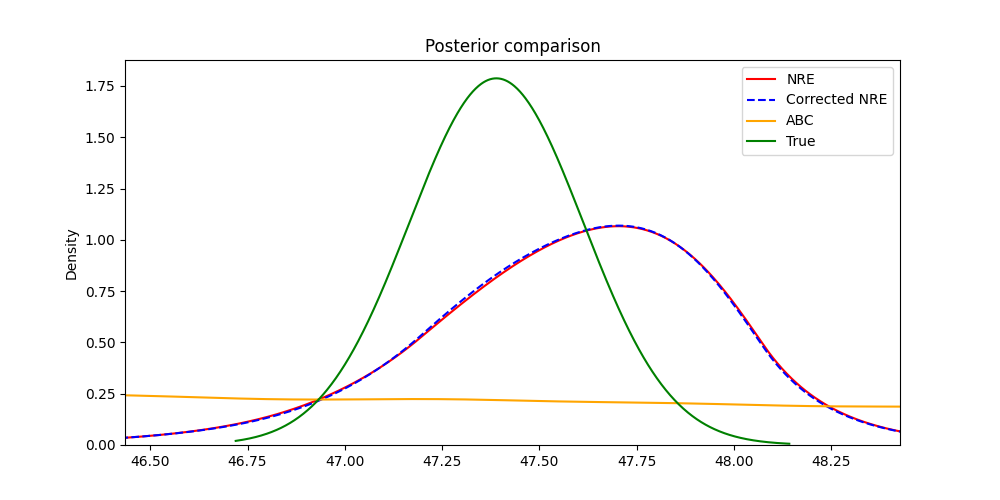 Posterior comparison
NRE
Corrected NRE
ABC
True
Density
1.75
1.50
1.25
1.00
0.75
0.50
0.25
0.00
46.50 46.75 47.00 47.25 47.50 47.75 48.00 48.25